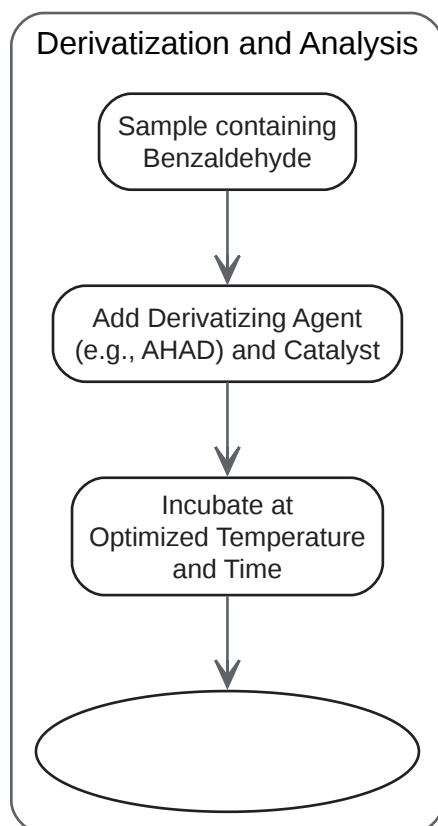 Derivatization and Analysis
Sample containing
Benzaldehyde
Add Derivatizing Agent
(e.g., AHAD) and Catalyst
Incubate at
Optimized Temperature
and Time